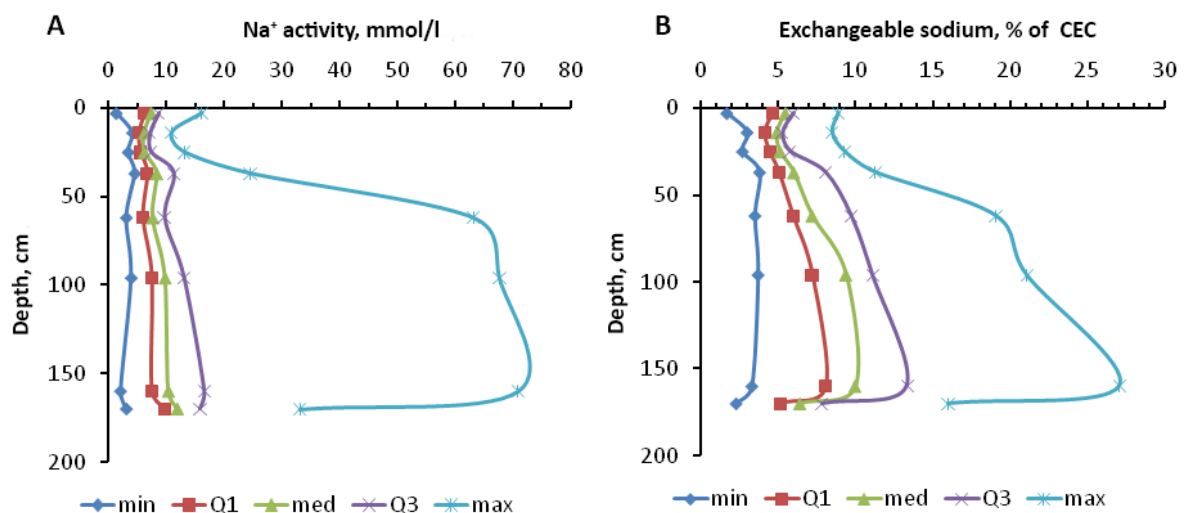 A
Na⁺ activity, mmol/l
0 10 20 30 40 50 60 70 80
0
50
100
150
200
Depth, cm
min Q1 med Q3 max
B
Exchangeable sodium, % of CEC
0 5 10 15 20 25 30
0
50
100
150
200
Depth, cm
min Q1 med Q3 max